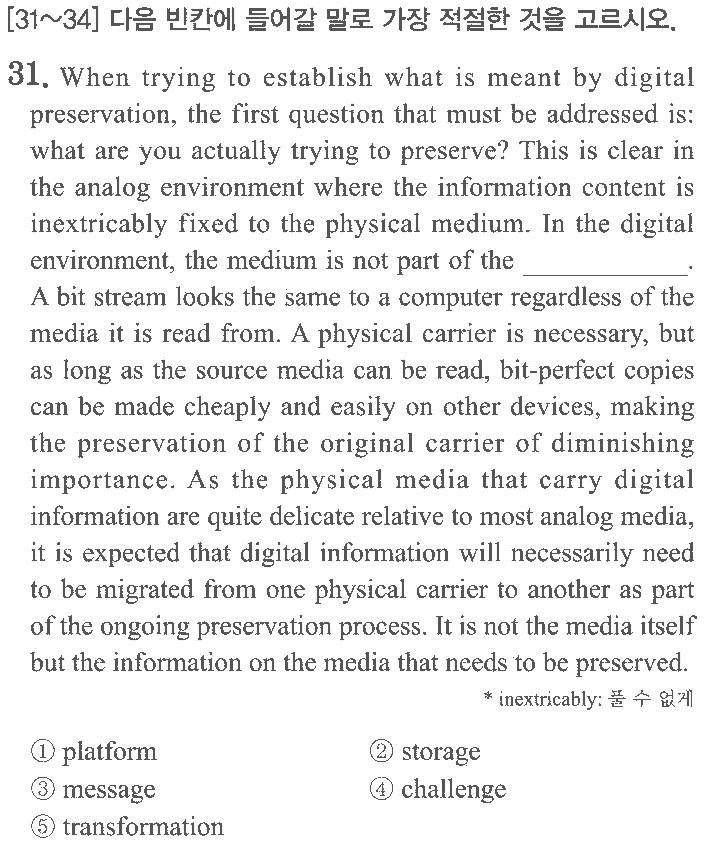 [31～34] 다음 빈칸에 들어갈 말로 가장 적절한 것을 고르시오.
31. When trying to establish what is meant by digital
preservation, the first question that must be addressed is:
what are you actually trying to preserve? This is clear in
the analog environment where the information content is
inextricably fixed to the physical medium. In the digital
environment, the medium is not part of the ____________.
A bit stream looks the same to a computer regardless of the
media it is read from. A physical carrier is necessary, but
as long as the source media can be read, bit-perfect copies
can be made cheaply and easily on other devices, making
the preservation of the original carrier of diminishing
importance. As the physical media that carry digital
information are quite delicate relative to most analog media,
it is expected that digital information will necessarily need
to be migrated from one physical carrier to another as part
of the ongoing preservation process. It is not the media itself
but the information on the media that needs to be preserved.
* inextricably: 풀 수 없게
① platform ② storage
③ message ④ challenge
⑤ transformation